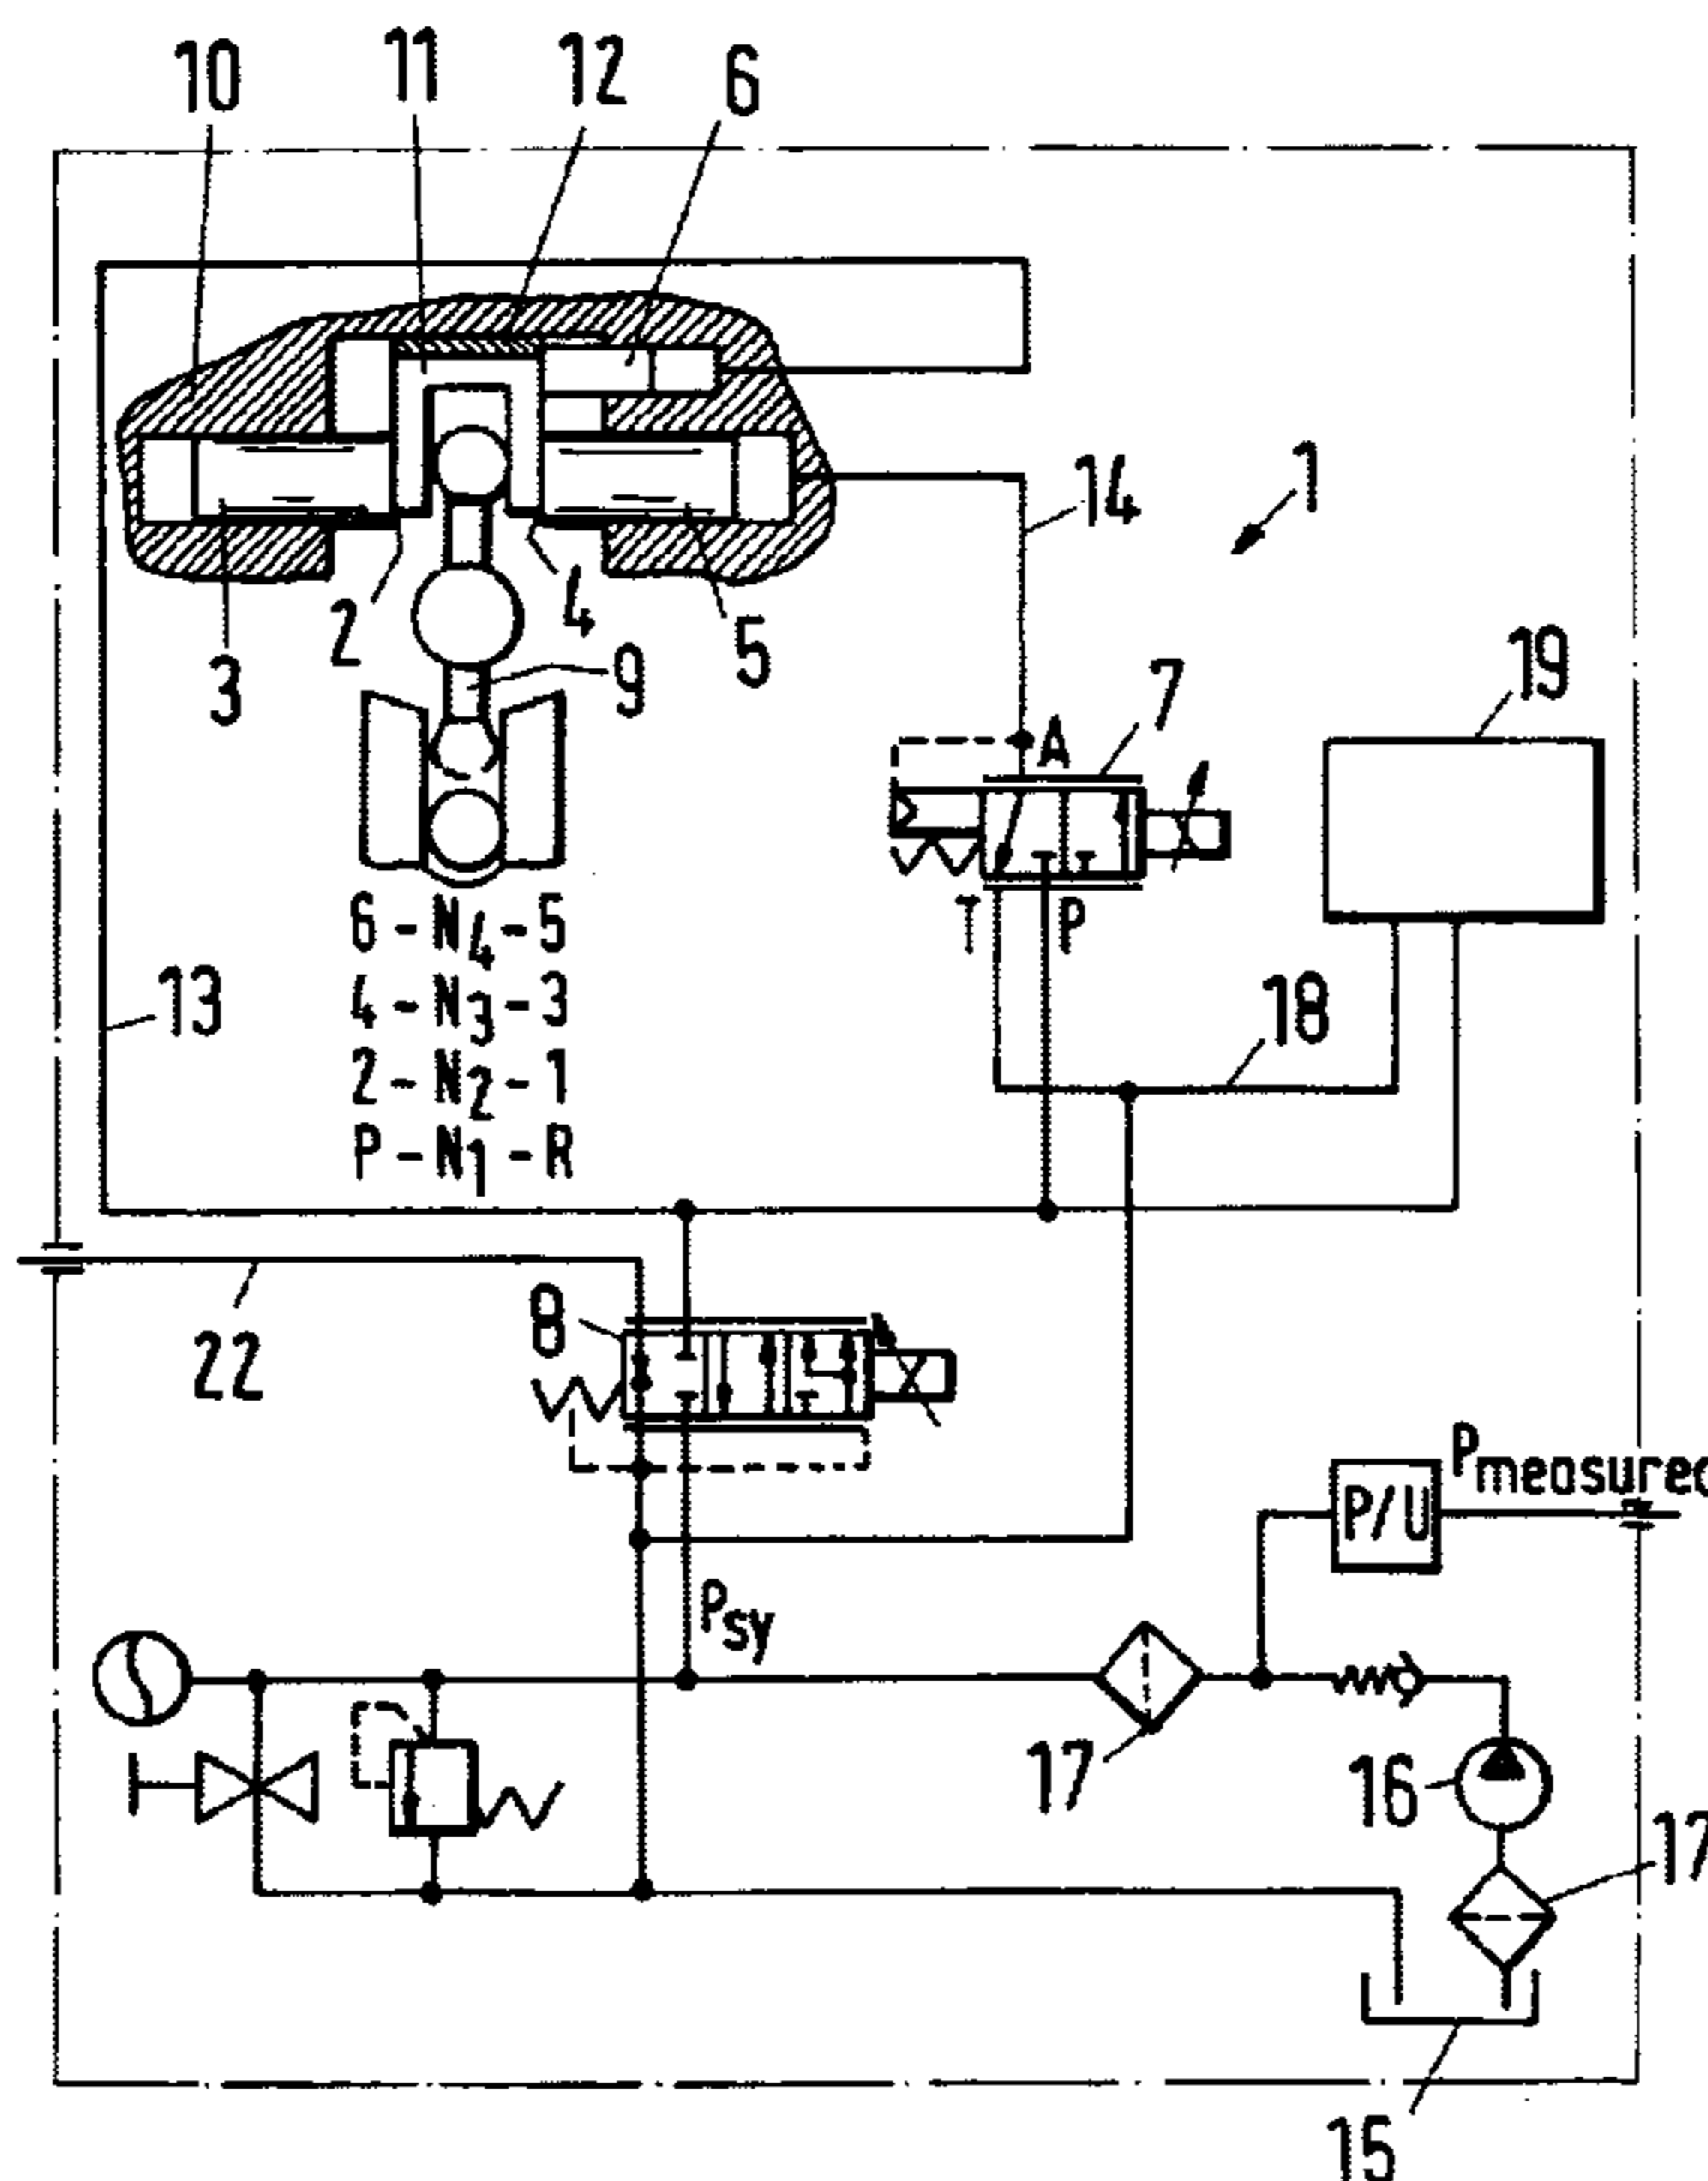 10 11 12 6
14 1
2 4
3 9 5
7 19
A
T P
6 - N4 - 5
4 - N3 - 3
2 - N2 - 1
P - N1 - R
13 18
8
22
Pmeasured
P/U
Psy
17 16
17
15